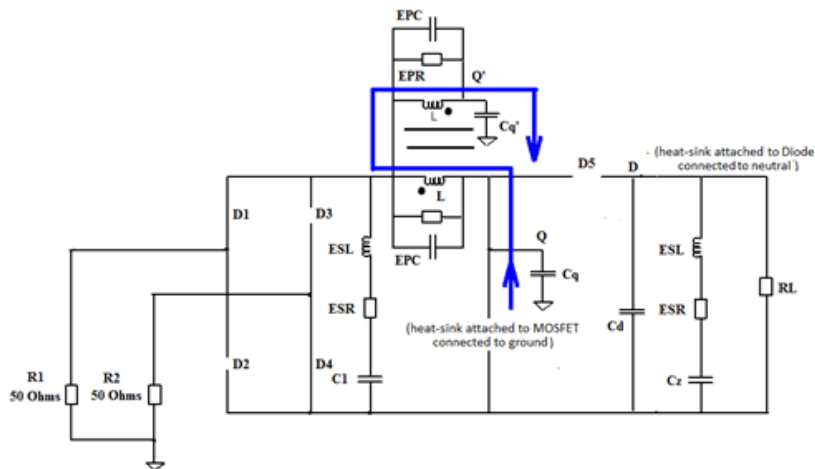 EPC
EPR
Q'
L
Cq'
(heat-sink attached to Diode
connected to neutral)
D5
D
D1
D3
L
ESL
EPC
Q
ESL
Cq
RL
ESR
(heat-sink attached to MOSFET
connected to ground)
Cd
ESR
D2
D4
C1
Cz
R1
50 Ohms
R2
50 Ohms